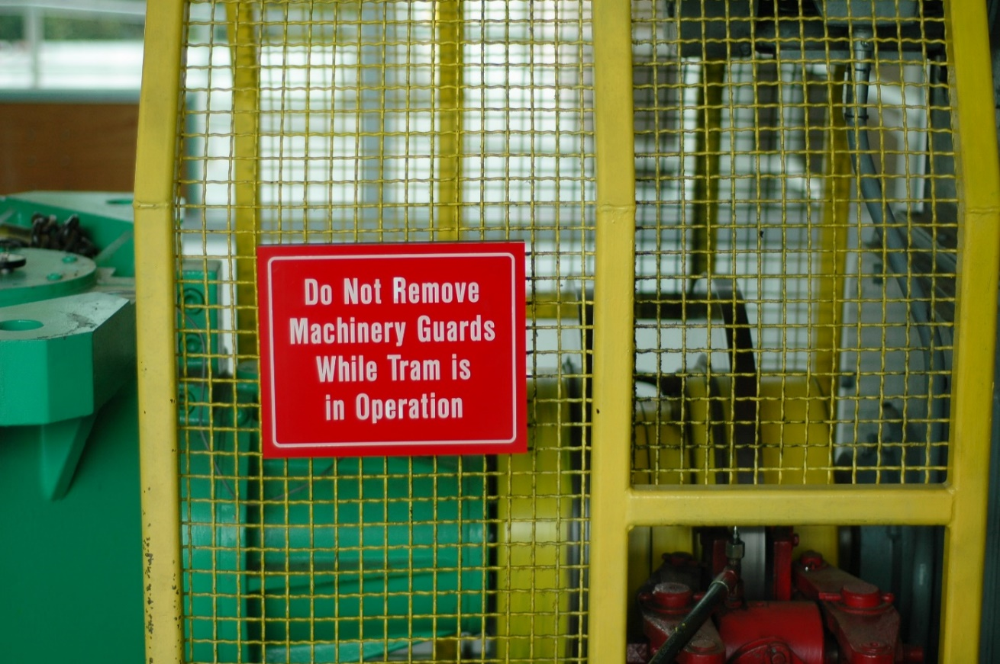 Do Not Remove
Machinery Guards
While Tram is
in Operation